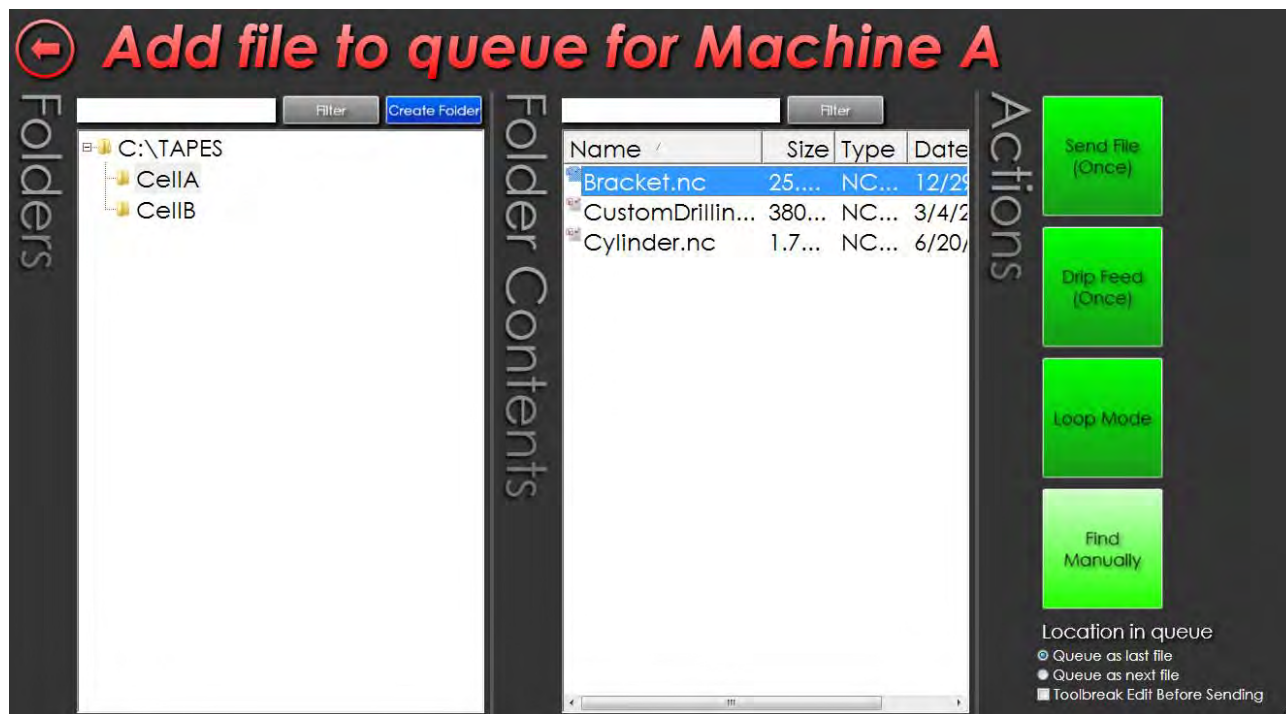 Add file to queue for Machine A
Folders
Filter
Create Folder
C:\TAPES
CellA
CellB
Folder Contents
Filter
Name Size Type Date
Bracket.nc 25.... NC... 12/29
CustomDrillin... 380... NC... 3/4/2
Cylinder.nc 1.7... NC... 6/20/
Actions
Send File
(Once)
Drip Feed
(Once)
Loop Mode
Find
Manually
Location in queue
Queue as last file
Queue as next file
Toolbreak Edit Before Sending